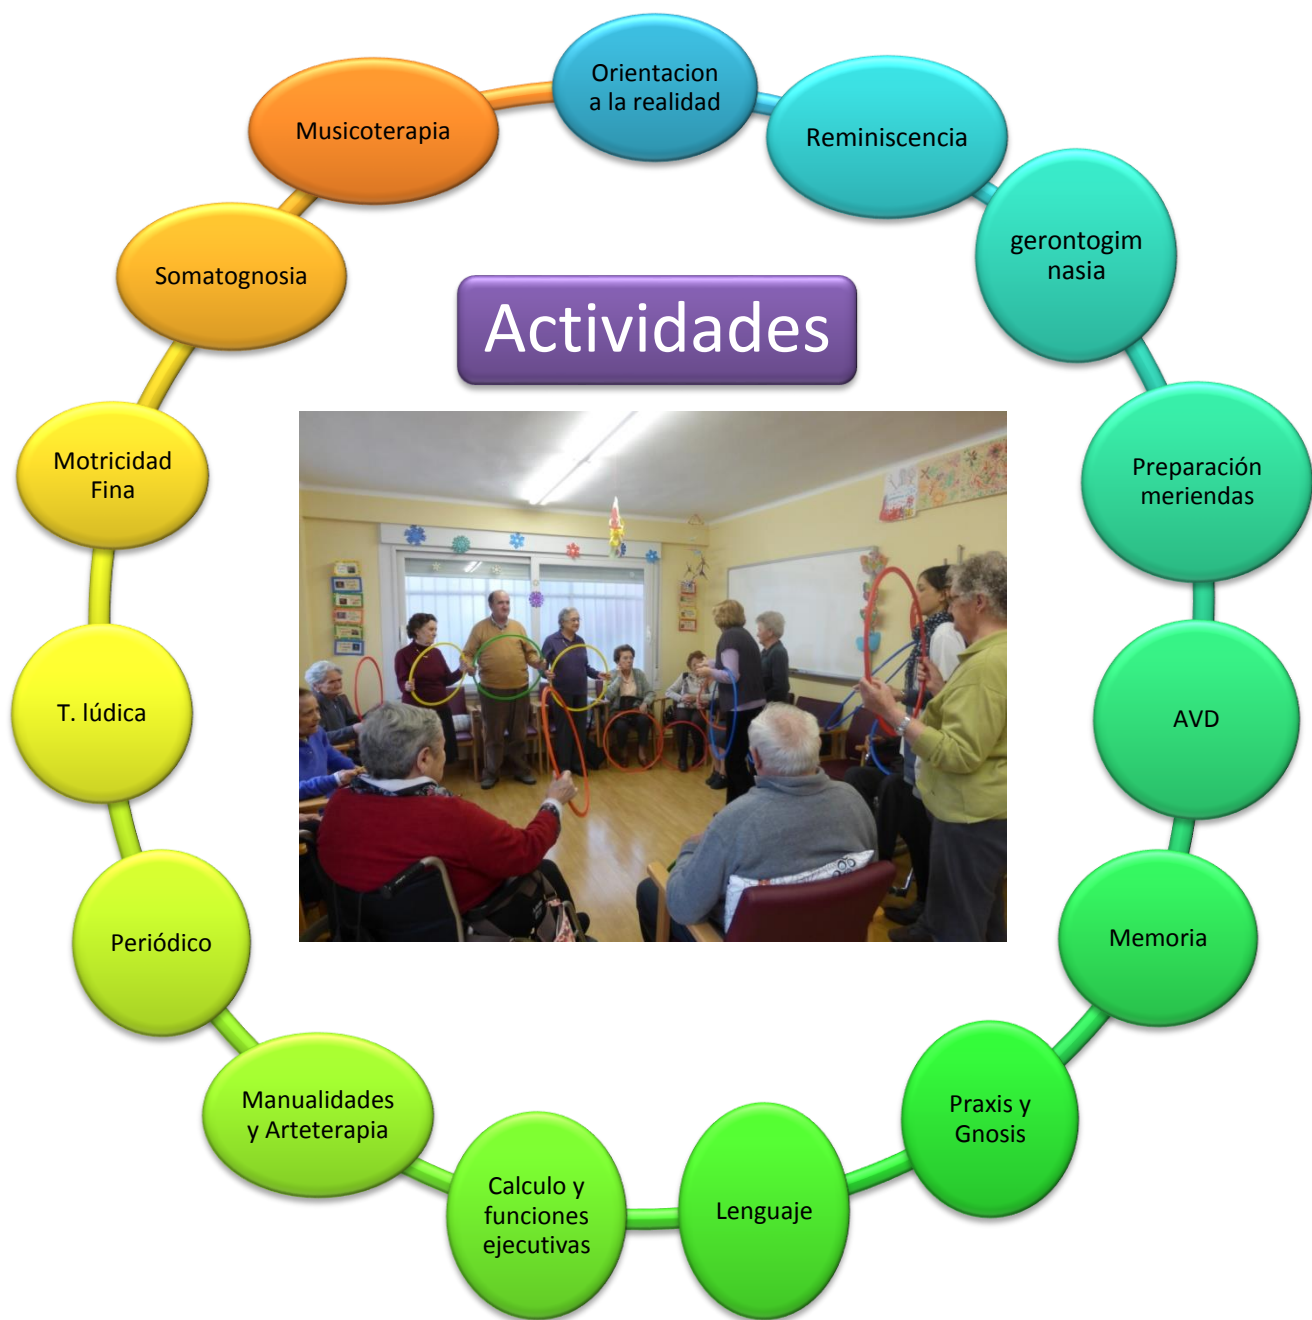 Orientacion
a la realidad
Reminiscencia
gerontogim
nasia
Preparación
meriendas
AVD
Memoria
Praxis y
Gnosis
Lenguaje
Calculo y
funciones
ejecutivas
Manualidades
y Arteterapia
Periódico
T. lúdica
Motricidad
Fina
Somatognosia
Musicoterapia
Actividades